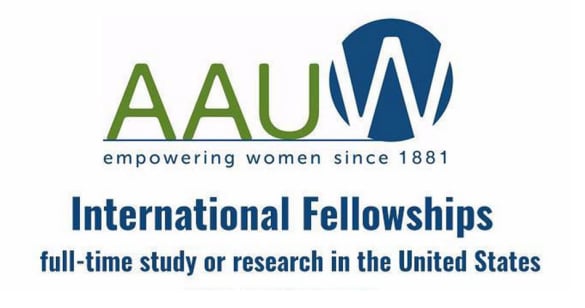 AAUW
empowering women since 1881
International Fellowships
full-time study or research in the United States